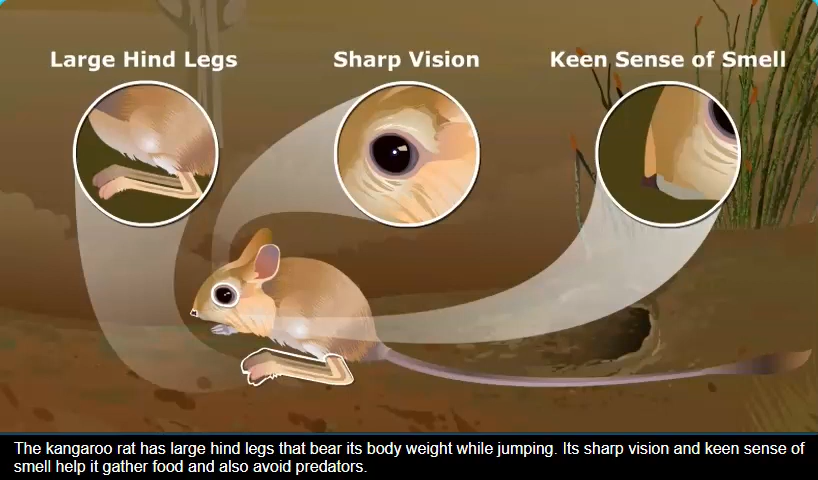 Large Hind Legs
Sharp Vision
Keen Sense of Smell
The kangaroo rat has large hind legs that bear its body weight while jumping. Its sharp vision and keen sense of
smell help it gather food and also avoid predators.